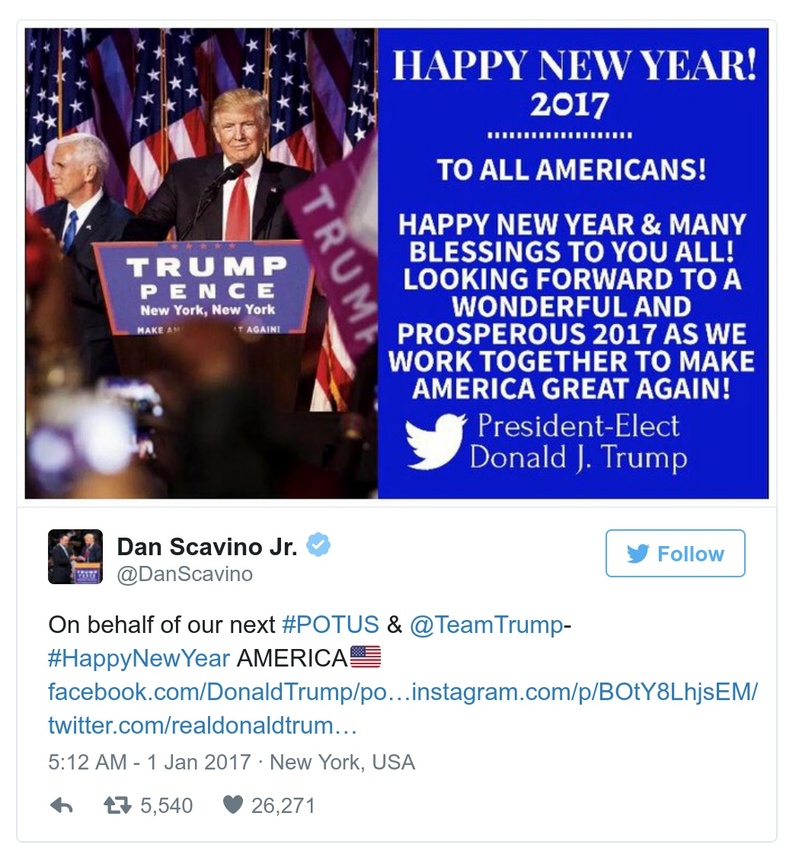 TRUMP
PENCE
New York, New York
MAKE AM T AGAIN!
TRUMP
HAPPY NEW YEAR!
2017
TO ALL AMERICANS!
HAPPY NEW YEAR & MANY
BLESSINGS TO YOU ALL!
LOOKING FORWARD TO A
WONDERFUL AND
PROSPEROUS 2017 AS WE
WORK TOGETHER TO MAKE
AMERICA GREAT AGAIN!
President-Elect
Donald J. Trump
Dan Scavino Jr.
@DanScavino
Follow
On behalf of our next #POTUS & @TeamTrump-
#HappyNewYear AMERICA🇺🇸
facebook.com/DonaldTrump/po…instagram.com/p/BOtY8LhjsEM/
twitter.com/realdonaldtrum…
5:12 AM - 1 Jan 2017 · New York, USA
5,540 26,271